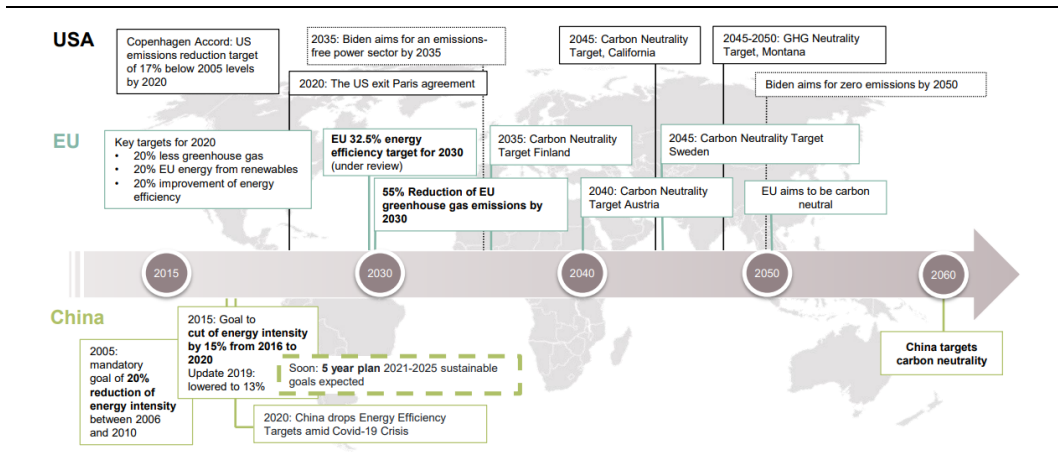 USA
Copenhagen Accord: US
emissions reduction target
of 17% below 2005 levels
by 2020
2035: Biden aims for an emissions-
free power sector by 2035
2020: The US exit Paris agreement
2045: Carbon Neutrality
Target, California
2045-2050: GHG Neutrality
Target, Montana
Biden aims for zero emissions by 2050
EU
Key targets for 2020
• 20% less greenhouse gas
• 20% EU energy from renewables
• 20% improvement of energy
efficiency
EU 32.5% energy
efficiency target for 2030
(under review)
55% Reduction of EU
greenhouse gas emissions by
2030
2035: Carbon Neutrality
Target Finland
2040: Carbon Neutrality
Target Austria
2045: Carbon Neutrality Target
Sweden
EU aims to be carbon
neutral
2015
2030
2040
2050
2060
China
2005:
mandatory
goal of 20%
reduction of
energy intensity
between 2006
and 2010
2015: Goal to
cut of energy intensity
by 15% from 2016 to
2020
Update 2019:
lowered to 13%
Soon: 5 year plan 2021-2025 sustainable
goals expected
2020: China drops Energy Efficiency
Targets amid Covid-19 Crisis
China targets
carbon neutrality